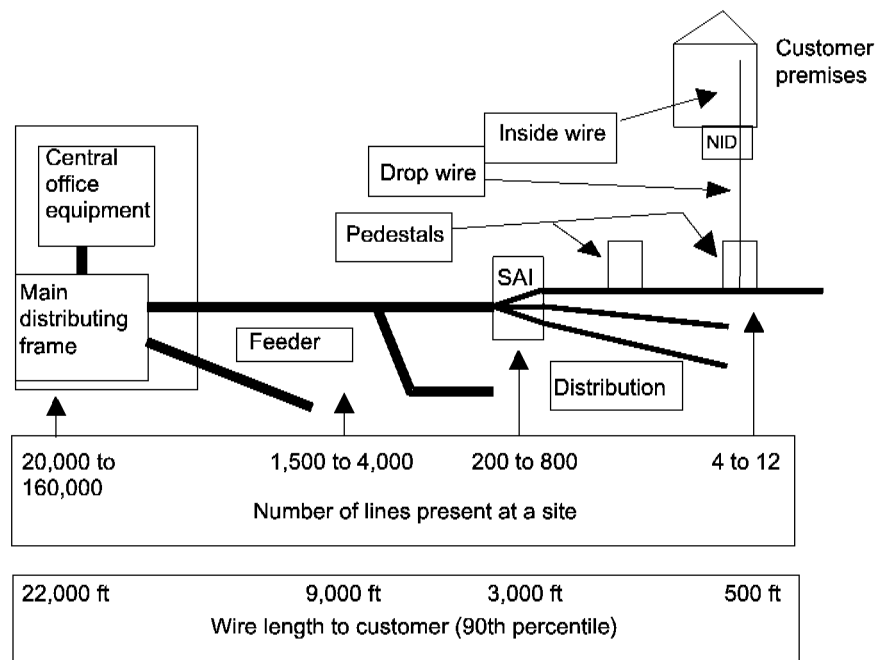 Customer
premises
Inside wire
NID
Central
office
equipment
Drop wire
Pedestals
SAI
Main
distributing
frame
Feeder
Distribution
20,000 to
160,000
1,500 to 4,000
200 to 800
4 to 12
Number of lines present at a site
22,000 ft
9,000 ft
3,000 ft
500 ft
Wire length to customer (90th percentile)